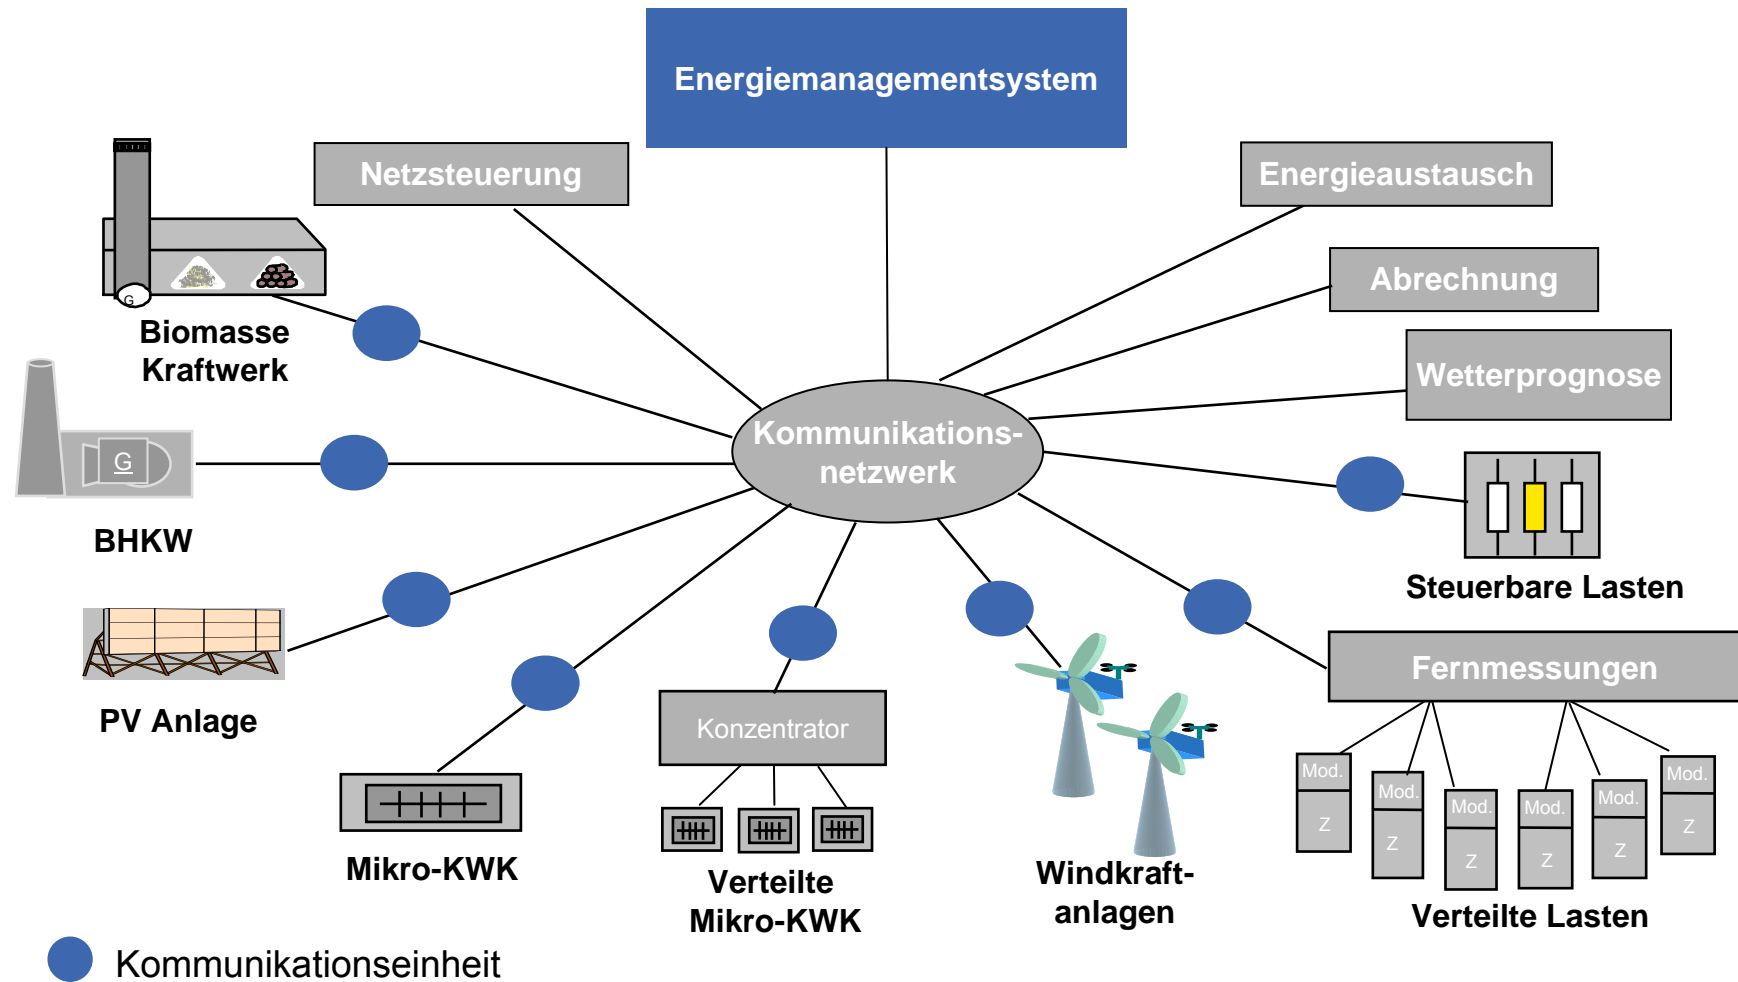 Energiemanagementsystem
Netzsteuerung
Energieaustausch
Abrechnung
Wetterprognose
G
Biomasse
Kraftwerk
Kommunikations-
netzwerk
G
BHKW
Steuerbare Lasten
PV Anlage
Fernmessungen
Konzentrator
Mod.
Z
Mod.
Z
Mod.
Z
Mod.
Z
Mod.
Z
Mod.
Z
Mikro-KWK
Verteilte
Mikro-KWK
Windkraft-
anlagen
Verteilte Lasten
Kommunikationseinheit